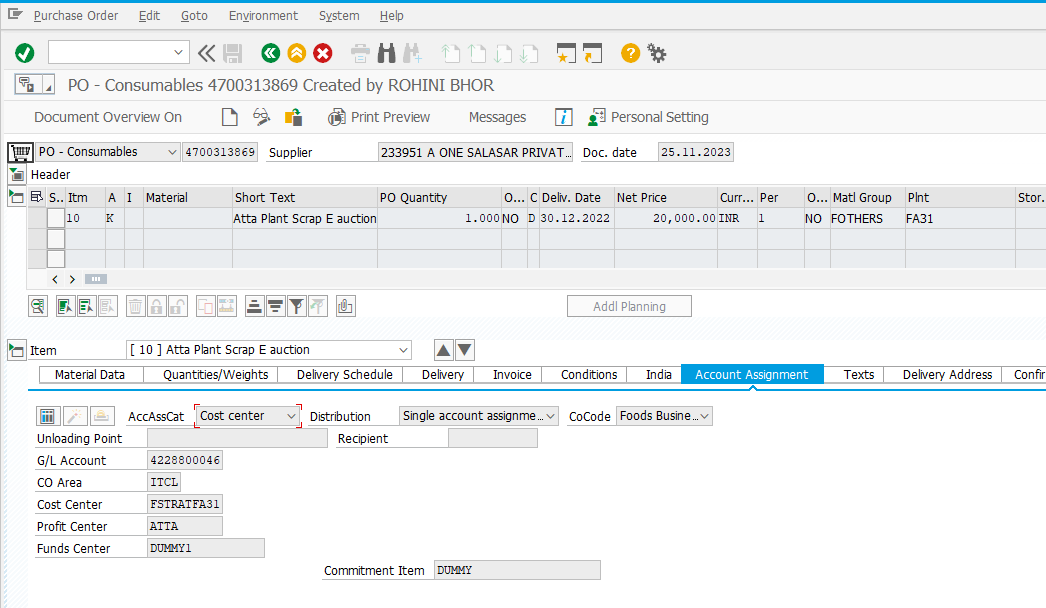 Purchase Order Edit Goto Environment System Help
PO - Consumables 4700313869 Created by ROHINI BHOR
Document Overview On Print Preview Messages Personal Setting
PO - Consumables 4700313869 Supplier 233951 A ONE SALASAR PRIVAT... Doc. date 25.11.2023
Header
S.. Itm A I Material Short Text PO Quantity O... C Deliv. Date Net Price Curr... Per O... Matl Group Plnt Stor.
10 K Atta Plant Scrap E auction 1.000 NO D 30.12.2022 20,000.00 INR 1 NO FOTHERS FA31
Addl Planning
Item [ 10 ] Atta Plant Scrap E auction
Material Data Quantities/Weights Delivery Schedule Delivery Invoice Conditions India Account Assignment Texts Delivery Address Confir
AccAssCat Cost center Distribution Single account assignme... CoCode Foods Busine...
Unloading Point Recipient
G/L Account 4228800046
CO Area ITCL
Cost Center FSTRATFA31
Profit Center ATTA
Funds Center DUMMY1
Commitment Item DUMMY